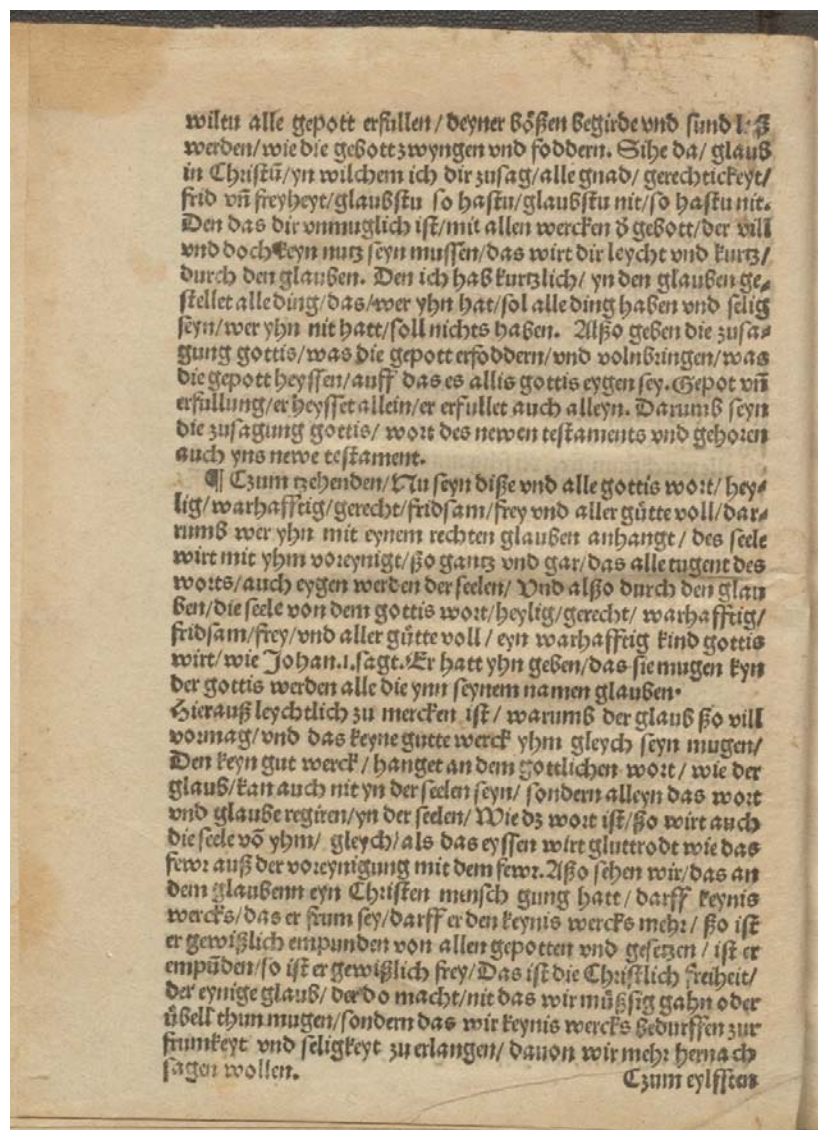 wiltu alle gepott erfullen / deyner bößen begirde vnd sund
werden/wie die gebott zwyngen vnd foddern. Sihe da/ glaub
in Christū/yn wilchem ich dir zusag/alle gnad/ gerechtickeyt/
frid vn̄ freyheyt/glaubstu so hastu/glaubstu nit/so hastu nit.
Den das dir vnmuglich ist/mit allen wercken d̕ gebott/der vill
vnd doch keyn nutz seyn mussen/das wirt dir leycht vnd kurtz/
durch den glauben. Den ich hab kurtzlich/ yn den glauben ge⸗
stellet alle ding/das/wer yhn hat/sol alle ding haben vnd selig
seyn/wer yhn nit hatt/soll nichts haben. Alßo geben die zusa⸗
gung gottis/was die gepott erfoddern/vnd volnbringen/was
die gepott heyssen/auff das es allis gottis eygen sey. Gepot vn̄
erfullung/er heysset allein/er erfullet auch alleyn. Darumb seyn
die zusagung gottis/ wort des newen testaments vnd gehoren
auch yns newe testament.
¶ Czum tzehenden/Nu seyn diße vnd alle gottis wort/ hey⸗
lig/warhafftig/gerecht/fridsam/frey vnd aller gütte voll/dar⸗
rumb wer yhn mit eynem rechten glauben anhangt / des seele
wirt mit yhm voreynigt/ßo gantz vnd gar/das alle tugent des
worts/auch eygen werden der seelen/ Vnd alßo durch den glau
ben/die seele von dem gottis wort/heylig/gerecht/ warhafftig/
fridsam/frey/vnd aller gütte voll / eyn warhafftig kind gottis
wirt/wie Johan.1.sagt. Er hatt yhn geben/das sie mugen kyn
der gottis werden alle die ynn seynem namen glauben.
Hierauß leychtlich zu mercken ist / warumb der glaub ßo vill
vormag/vnd das keyne gutte werck yhm gleych seyn mugen/
Den keyn gut werck / hanget an dem gottlichen wort / wie der
glaub/kan auch nit yn der seelen seyn/ sondern alleyn das wort
vnd glaube regiren/yn der seelen/ Wie dz wort ist/ßo wirt auch
die seele vō yhm/ gleych/als das eyssen wirt gluttrodt wie das
fewr auß der voreynigung mit dem fewr. Aßo sehen wir/das an
dem glaubenn eyn Christen mensch gung hatt / darff keynis
wercks/das er frum sey/darff er den keynis wercks mehr/ ßo ist
er gewißlich empunden von allen gepotten vnd gesetzen / ist er
empūden/so ist er gewißlich frey/Das ist die Christlich freiheit/
der eynige glaub/ der do macht/nit das wir müßsig gahn oder
übell thun mugen/sondern das wir keynis wercks bedurffen zur
frumkeyt vnd seligkeyt zu erlangen/ dauon wir mehr hernach
sagen wollen.
Czum eylfften